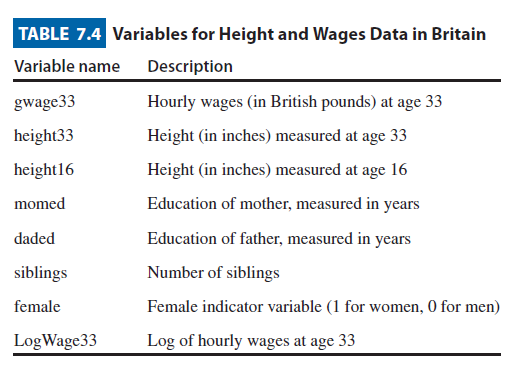 TABLE 7.4 Variables for Height and Wages Data in Britain
Variable name Description
gwage33 Hourly wages (in British pounds) at age 33
height33 Height (in inches) measured at age 33
height16 Height (in inches) measured at age 16
momed Education of mother, measured in years
daded Education of father, measured in years
siblings Number of siblings
female Female indicator variable (1 for women, 0 for men)
LogWage33 Log of hourly wages at age 33